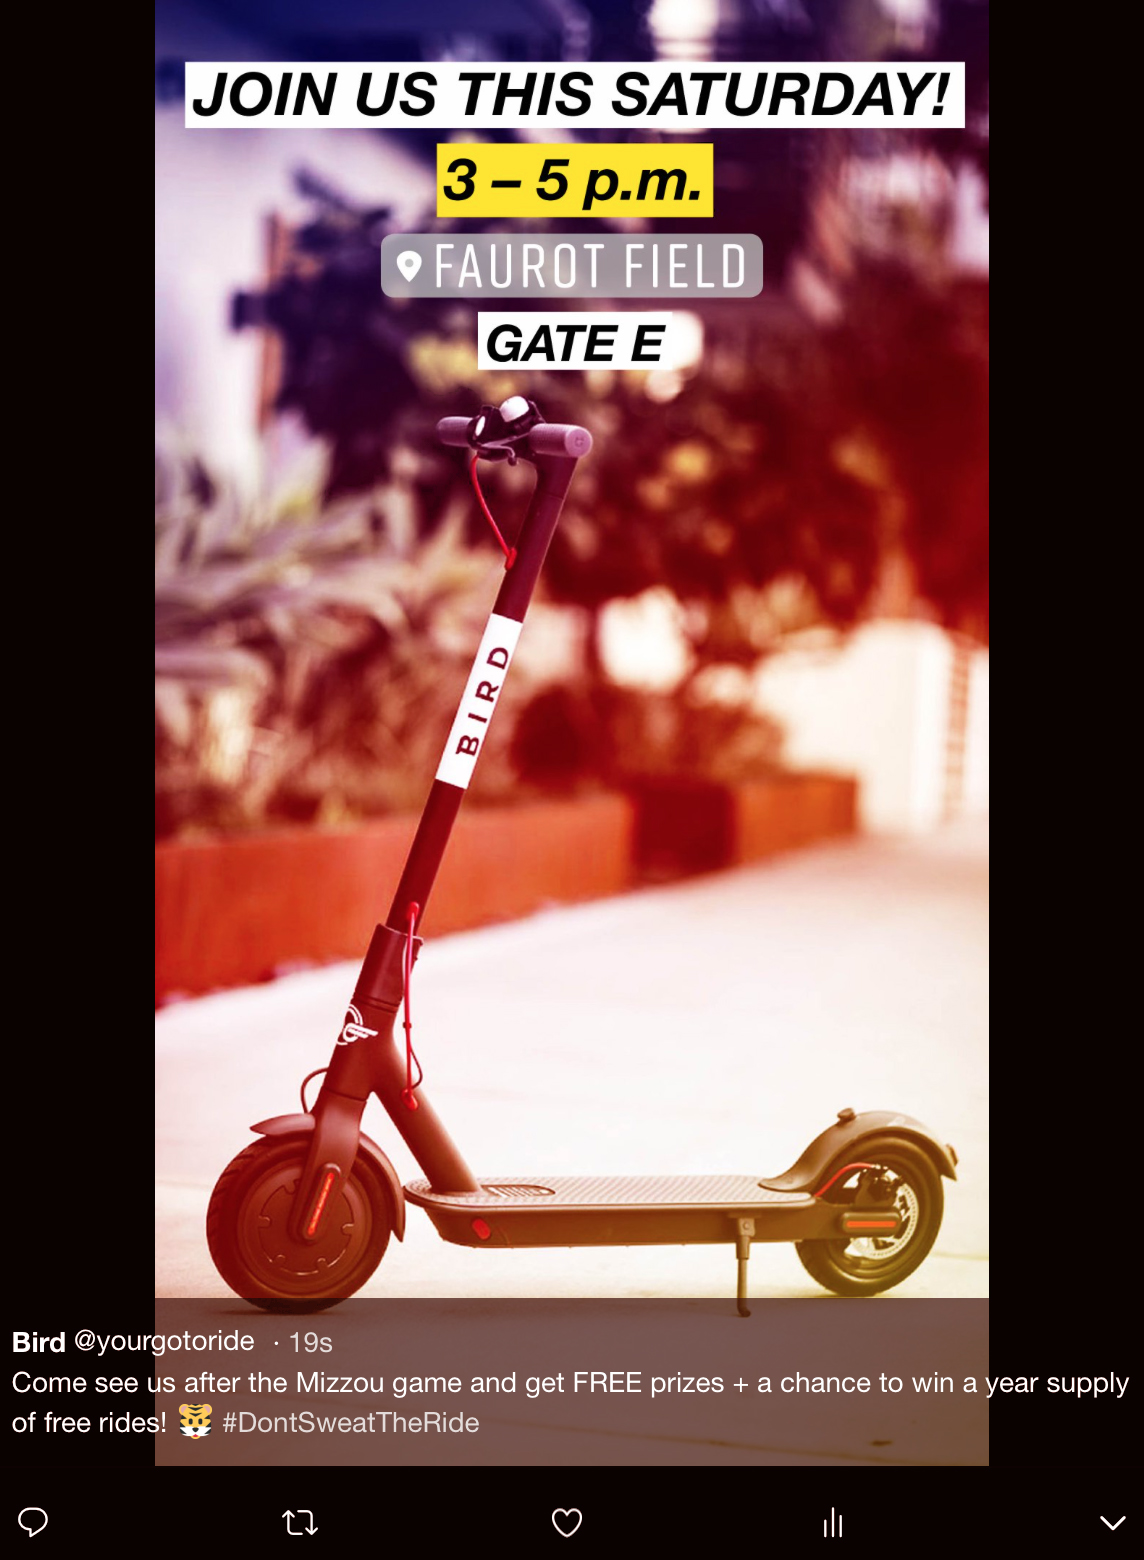 JOIN US THIS SATURDAY!
3 – 5 p.m.
FAUROT FIELD
GATE E
BIRD
Bird @yourgotoride · 19s
Come see us after the Mizzou game and get FREE prizes + a chance to win a year supply
of free rides! 🐯 #DontSweatTheRide